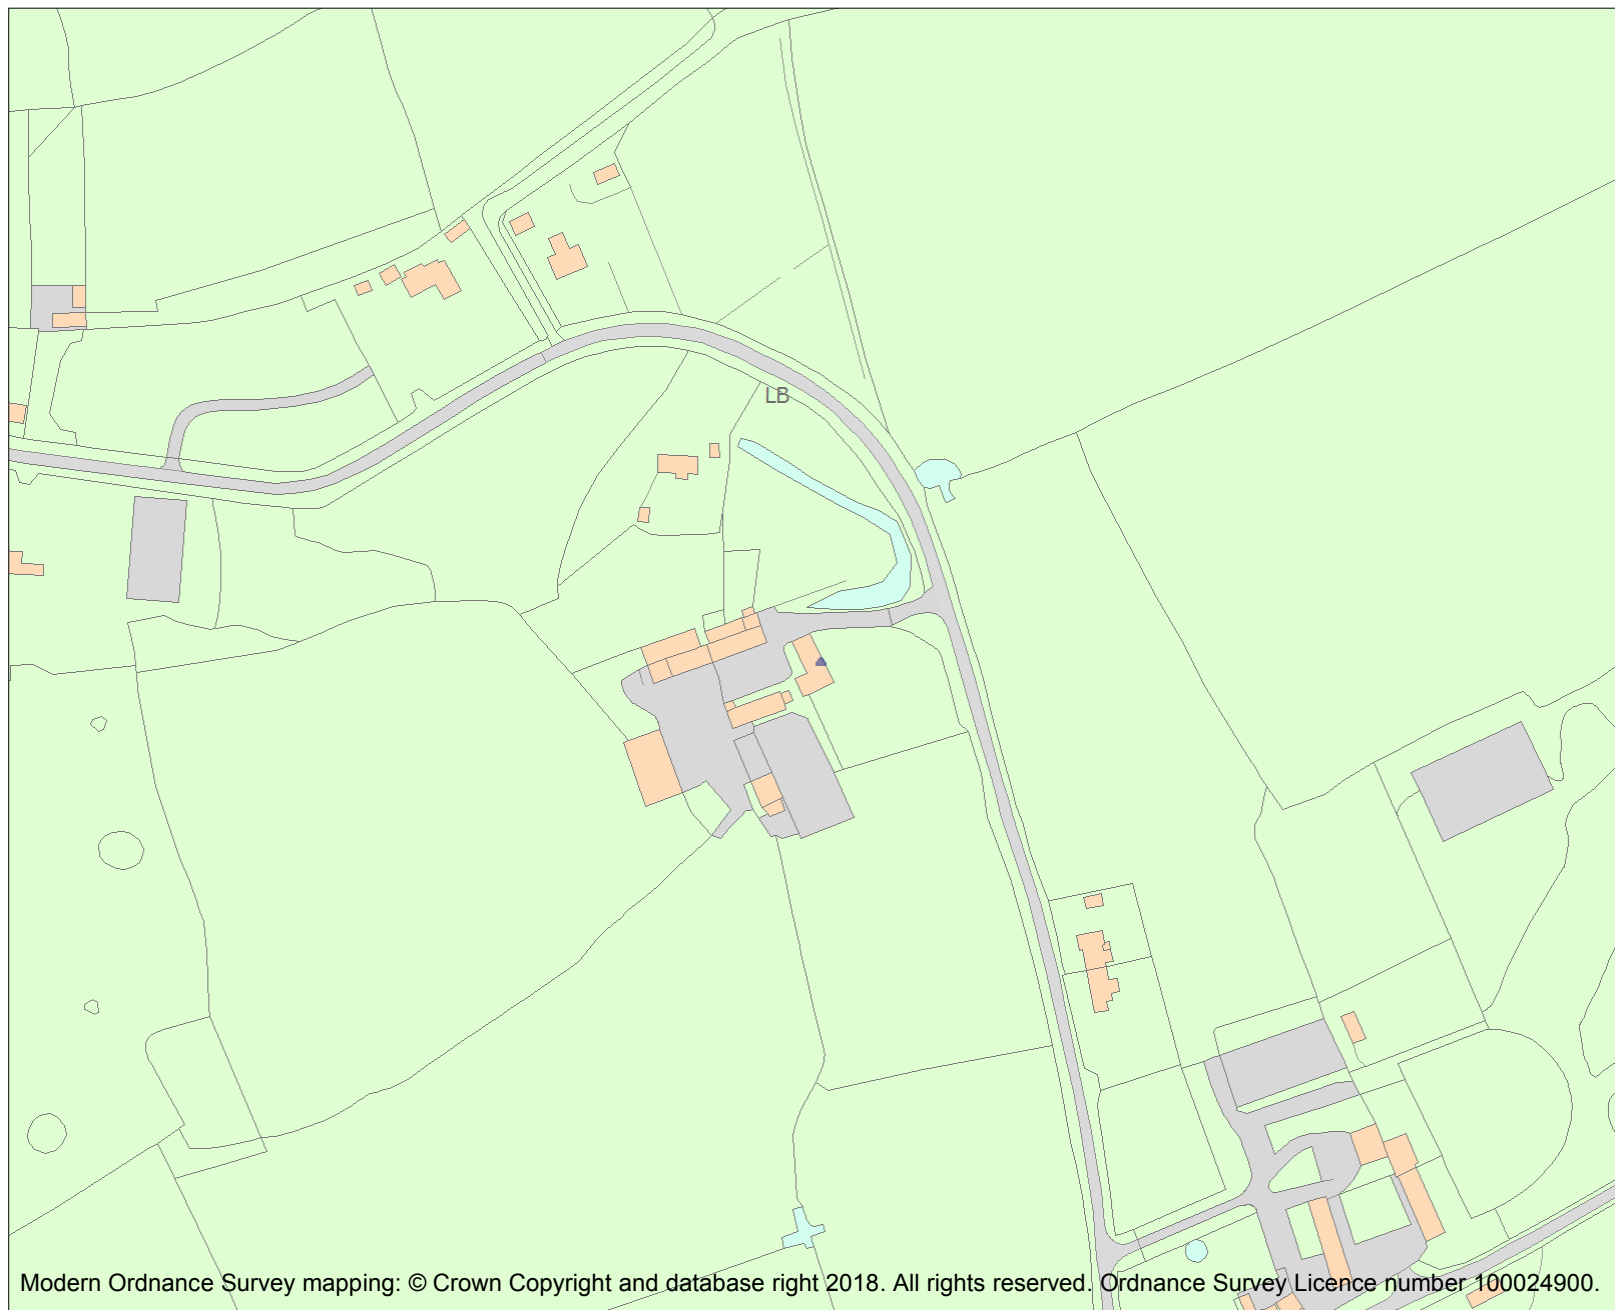 LB
Modern Ordnance Survey mapping: © Crown Copyright and database right 2018. All rights reserved. Ordnance Survey Licence number 100024900.